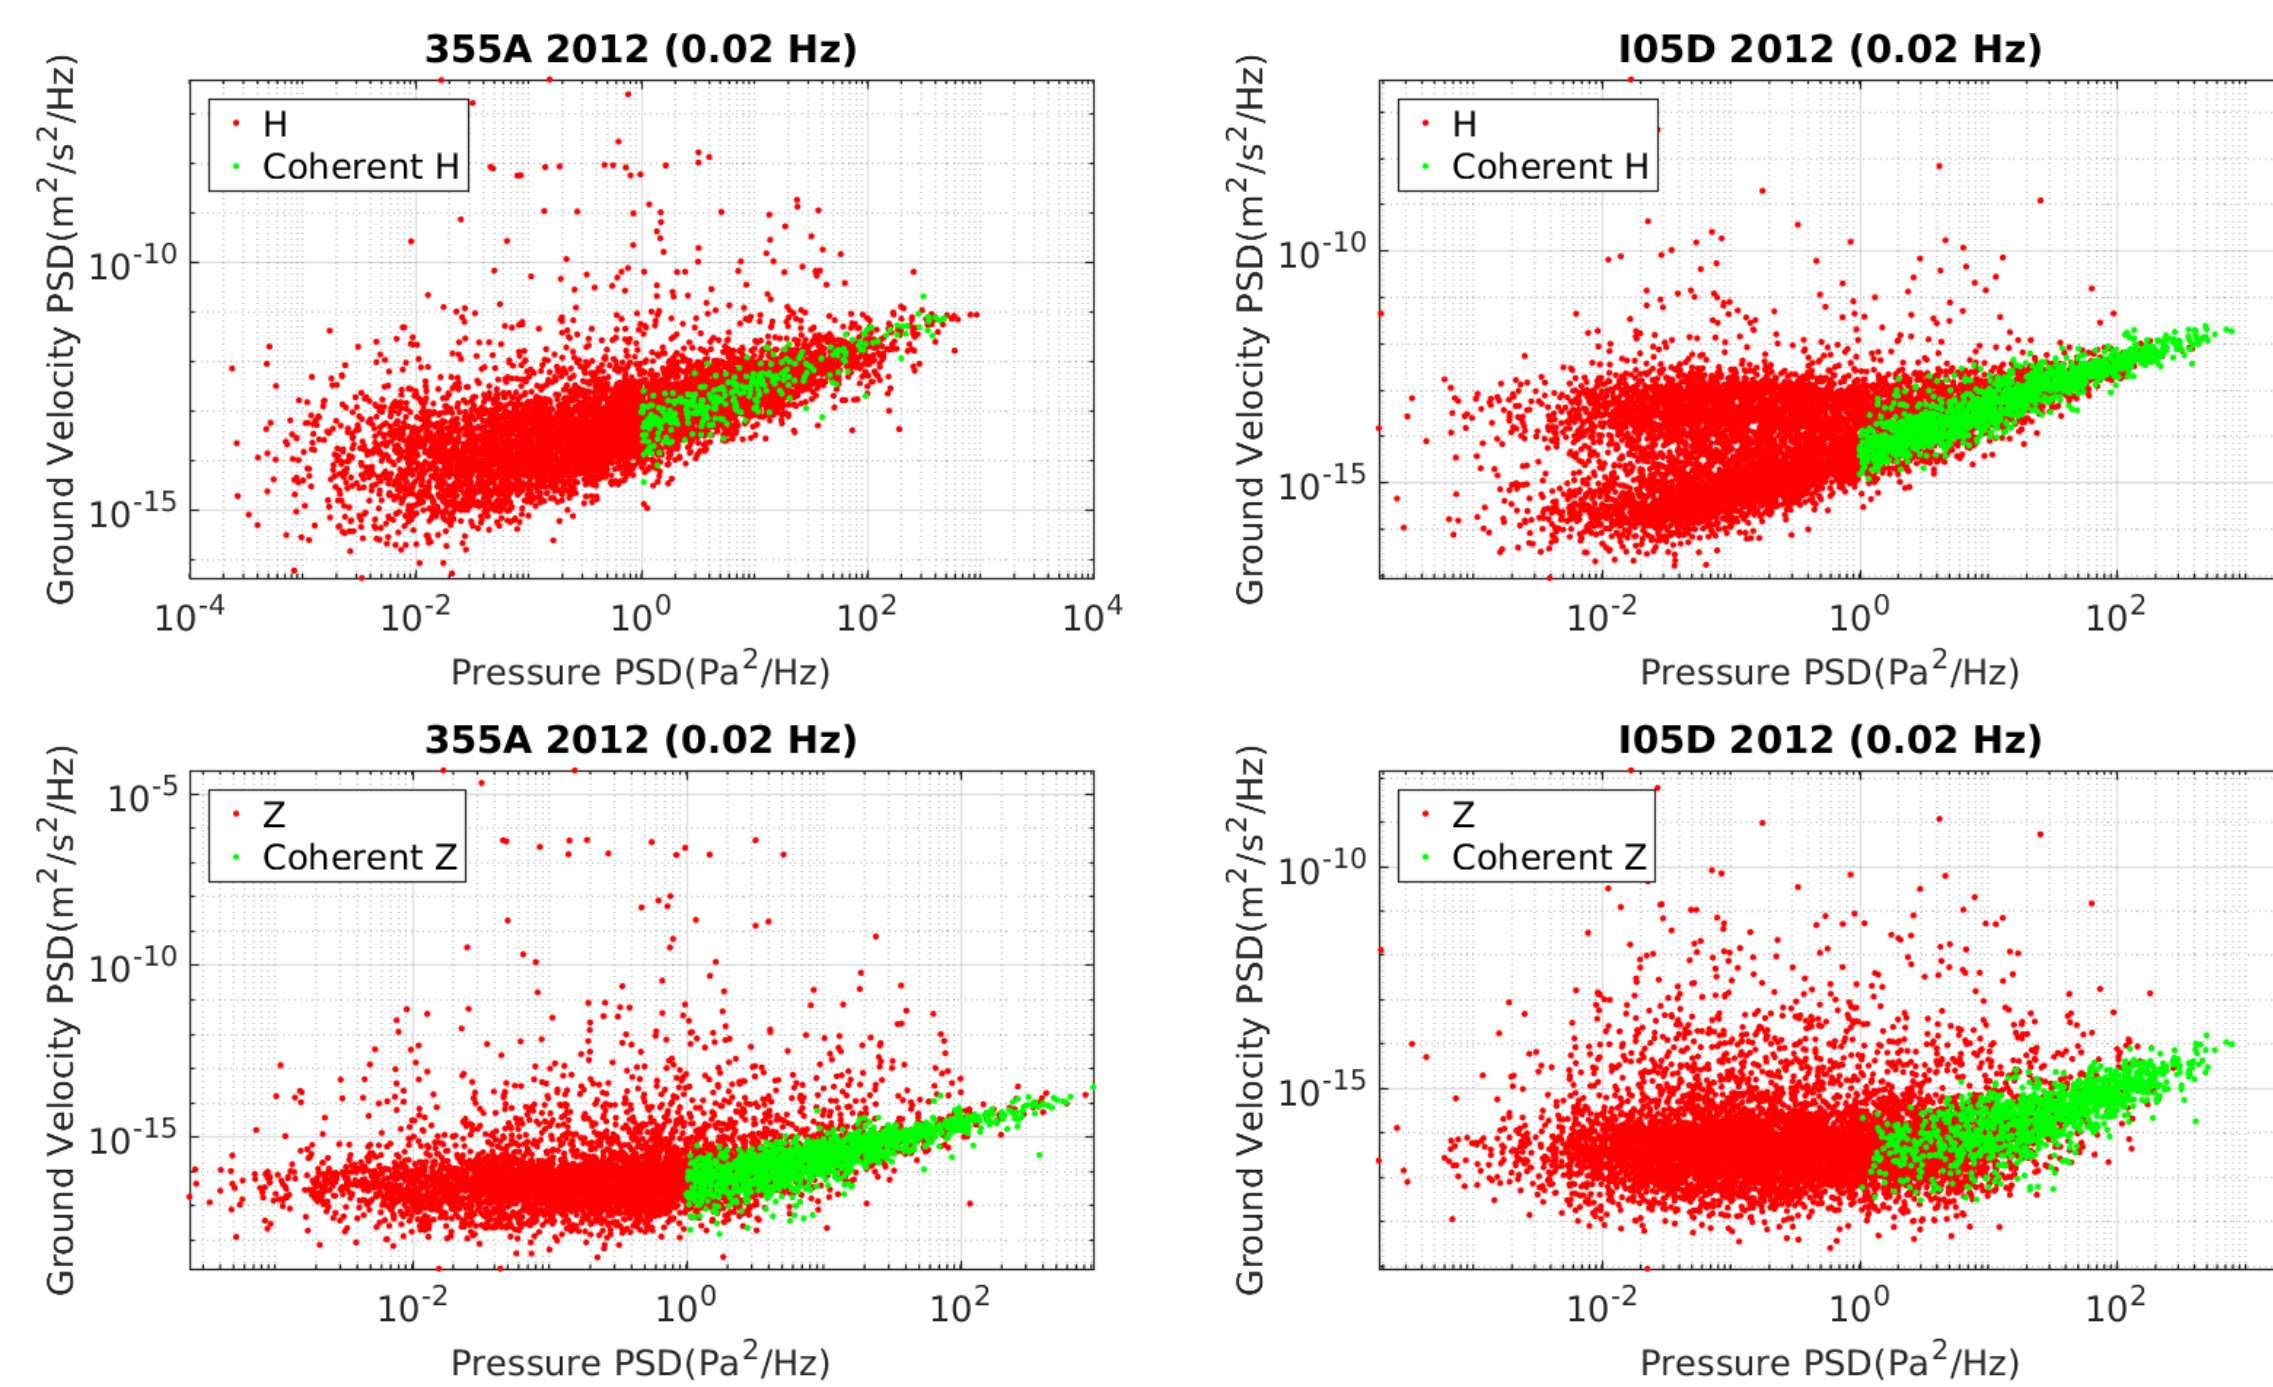 355A 2012 (0.02 Hz)
Ground Velocity PSD(m²/s²/Hz)
H
Coherent H
10⁻¹⁰
10⁻¹⁵
10⁻⁴ 10⁻² 10⁰ 10² 10⁴
Pressure PSD(Pa²/Hz)
I05D 2012 (0.02 Hz)
Ground Velocity PSD(m²/s²/Hz)
H
Coherent H
10⁻¹⁰
10⁻¹⁵
10⁻² 10⁰ 10²
Pressure PSD(Pa²/Hz)
355A 2012 (0.02 Hz)
Ground Velocity PSD(m²/s²/Hz)
Z
Coherent Z
10⁻⁵
10⁻¹⁰
10⁻¹⁵
10⁻² 10⁰ 10²
Pressure PSD(Pa²/Hz)
I05D 2012 (0.02 Hz)
Ground Velocity PSD(m²/s²/Hz)
Z
Coherent Z
10⁻¹⁰
10⁻¹⁵
10⁻² 10⁰ 10²
Pressure PSD(Pa²/Hz)